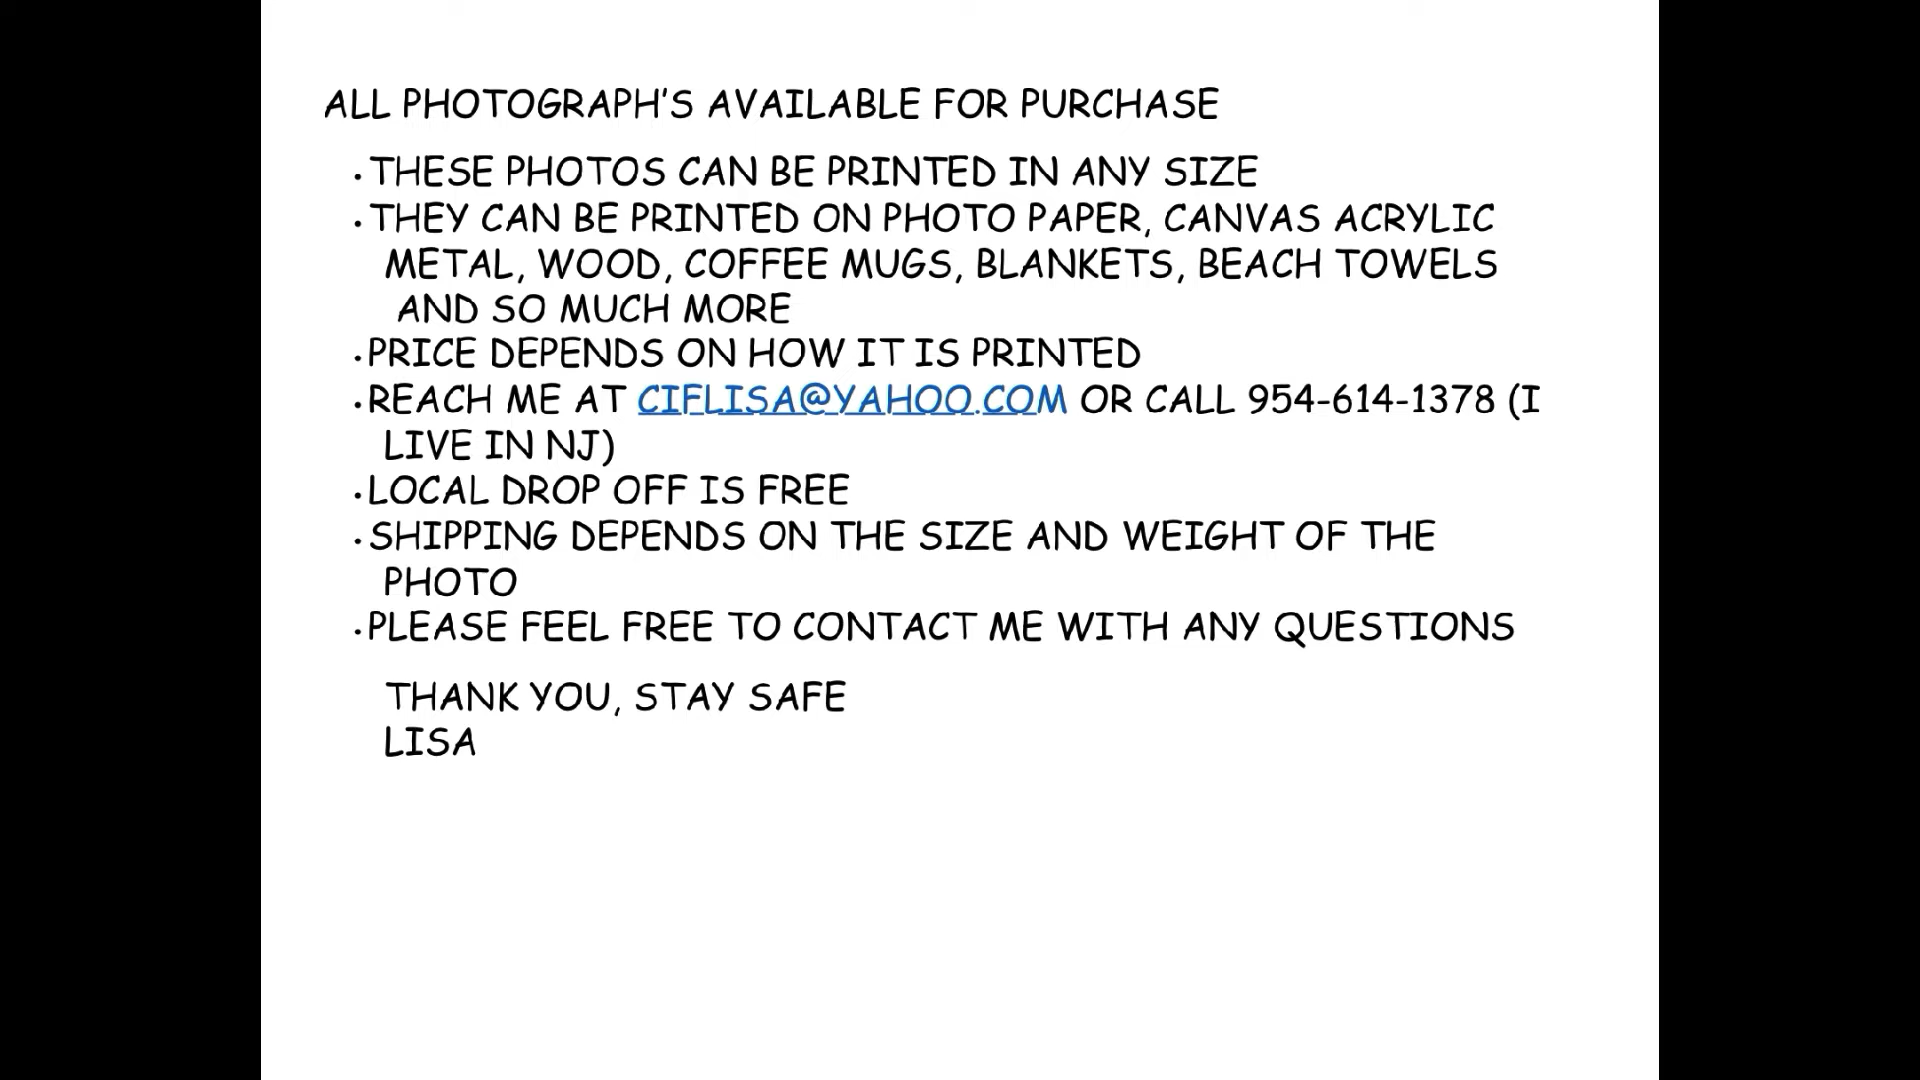 ALL PHOTOGRAPH'S AVAILABLE FOR PURCHASE
•THESE PHOTOS CAN BE PRINTED IN ANY SIZE
•THEY CAN BE PRINTED ON PHOTO PAPER, CANVAS ACRYLIC
METAL, WOOD, COFFEE MUGS, BLANKETS, BEACH TOWELS
AND SO MUCH MORE
•PRICE DEPENDS ON HOW IT IS PRINTED
•REACH ME AT CIFLISA@YAHOO.COM OR CALL 954-614-1378 (I
LIVE IN NJ)
•LOCAL DROP OFF IS FREE
•SHIPPING DEPENDS ON THE SIZE AND WEIGHT OF THE
PHOTO
•PLEASE FEEL FREE TO CONTACT ME WITH ANY QUESTIONS
THANK YOU, STAY SAFE
LISA